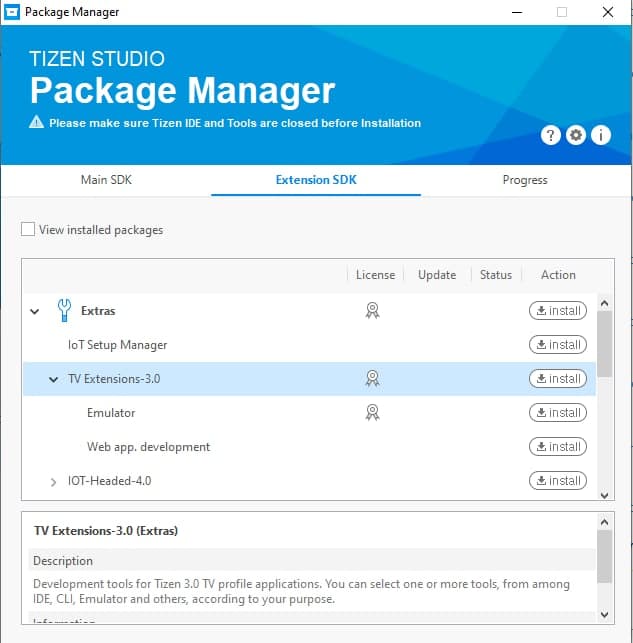 Package Manager
TIZEN STUDIO
Package Manager
Please make sure Tizen IDE and Tools are closed before Installation
? i
Main SDK Extension SDK Progress
View installed packages
License Update Status Action
Extras install
IoT Setup Manager install
TV Extensions-3.0 install
Emulator install
Web app. development install
IOT-Headed-4.0 install
TV Extensions-3.0 (Extras)
Description
Development tools for Tizen 3.0 TV profile applications. You can select one or more tools, from among
IDE, CLI, Emulator and others, according to your purpose.